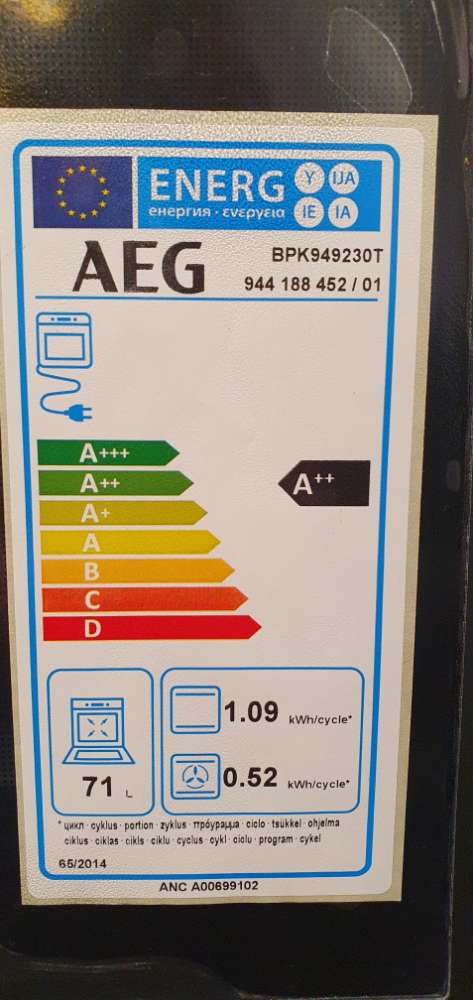 ENERG Y IJA
енергия · ενεργεια IE IA
AEG
BPK949230T
944 188 452 / 01
A+++
A++
A++
A+
A
B
C
D
71 L
1.09 kWh/cycle*
0.52 kWh/cycle*
* цикл · cyklus · portion · zyklus · πρόγραμμα · ciclo · tsükkel · ohjelma
ciklus · ciklas · cikls · ciklu · cyclus · cykl · ciclu · program · cykel
65/2014
ANC A00699102